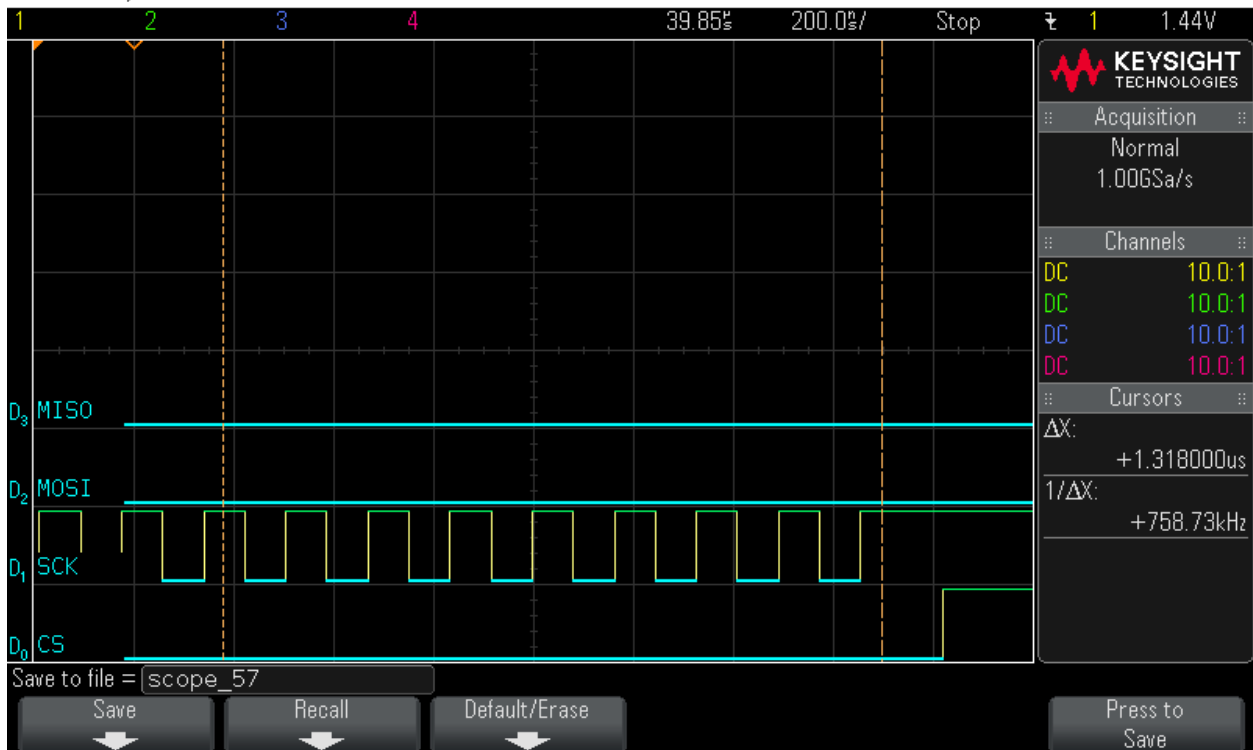 1 2 3 4 39.85µs 200.0ns/ Stop 1 1.44V
KEYSIGHT
TECHNOLOGIES
Acquisition
Normal
1.00GSa/s
Channels
DC 10.0:1
DC 10.0:1
DC 10.0:1
DC 10.0:1
Cursors
ΔX:
+1.318000us
1/ΔX:
+758.73kHz
D₃ MISO
D₂ MOSI
D₁ SCK
D₀ CS
Save to file = scope_57
Save Recall Default/Erase Press to
Save